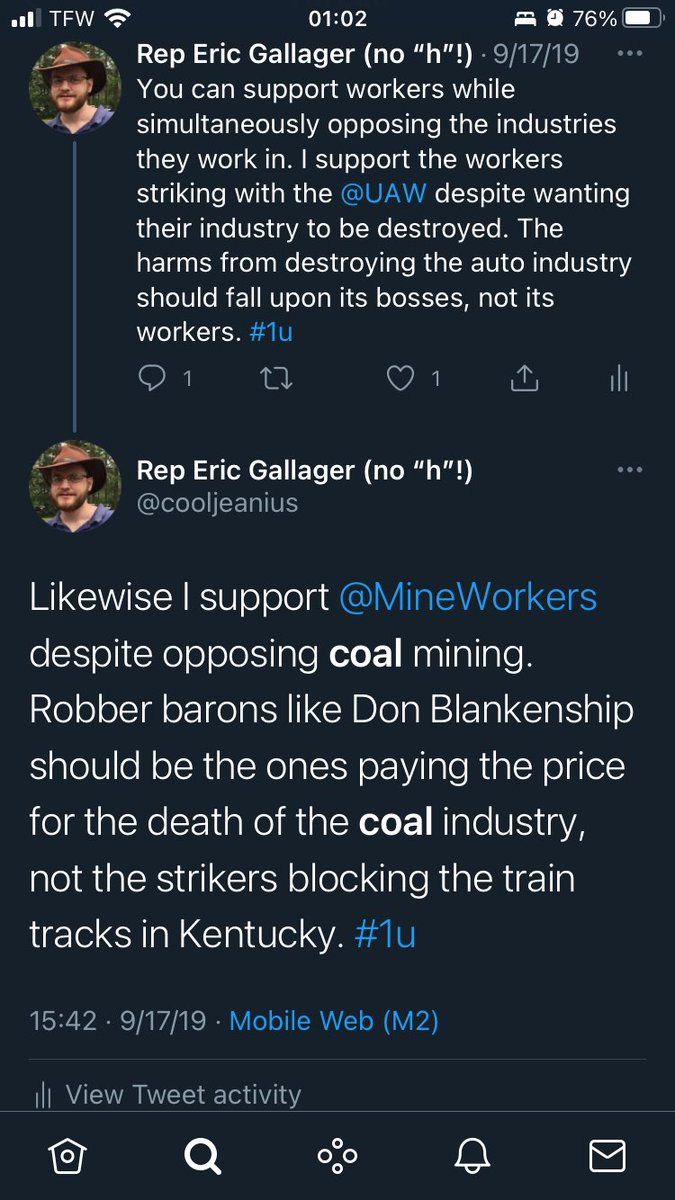 TFW 01:02 76%
Rep Eric Gallager (no “h”!) · 9/17/19
You can support workers while
simultaneously opposing the industries
they work in. I support the workers
striking with the @UAW despite wanting
their industry to be destroyed. The
harms from destroying the auto industry
should fall upon its bosses, not its
workers. #1u
1 1
Rep Eric Gallager (no “h”!)
@cooljeanius
Likewise I support @MineWorkers
despite opposing coal mining.
Robber barons like Don Blankenship
should be the ones paying the price
for the death of the coal industry,
not the strikers blocking the train
tracks in Kentucky. #1u
15:42 · 9/17/19 · Mobile Web (M2)
View Tweet activity